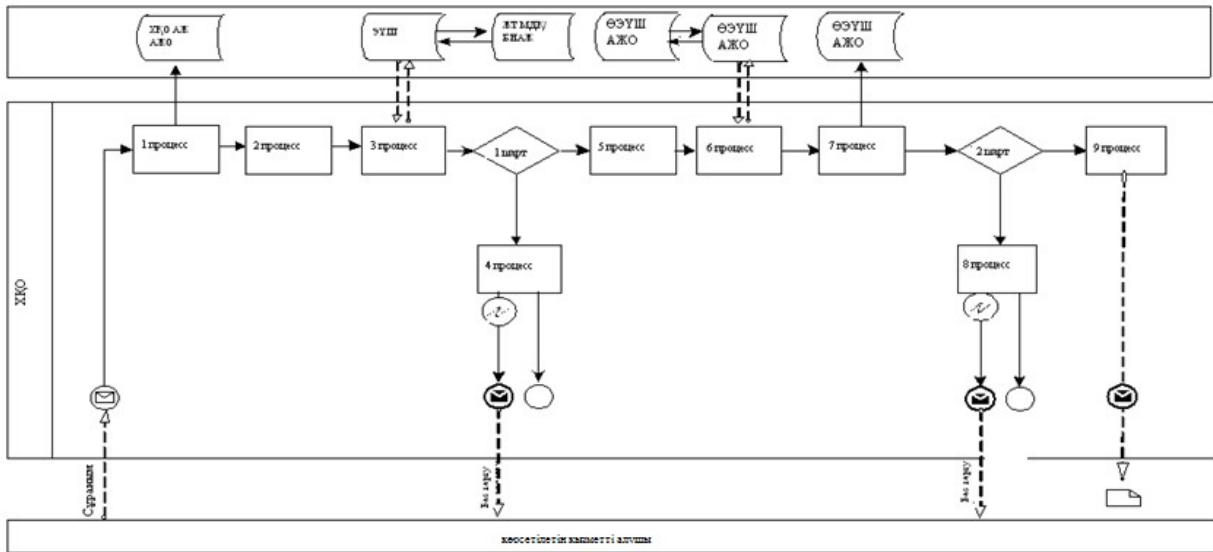 ХҚО АЖ
АЖО
ЭҮШ
ЖТ МДҚ/
БНАЖ
ӨЭҮШ
АЖО
ӨЭҮШ
АЖО
ӨЭҮШ
АЖО
1 процесс
2 процесс
3 процесс
1 шарт
5 процесс
6 процесс
7 процесс
2 шарт
9 процесс
4 процесс
8 процесс
ХҚО
Сұраным
Бас тарту
Бас тарту
көосетілетін қызметті алушы